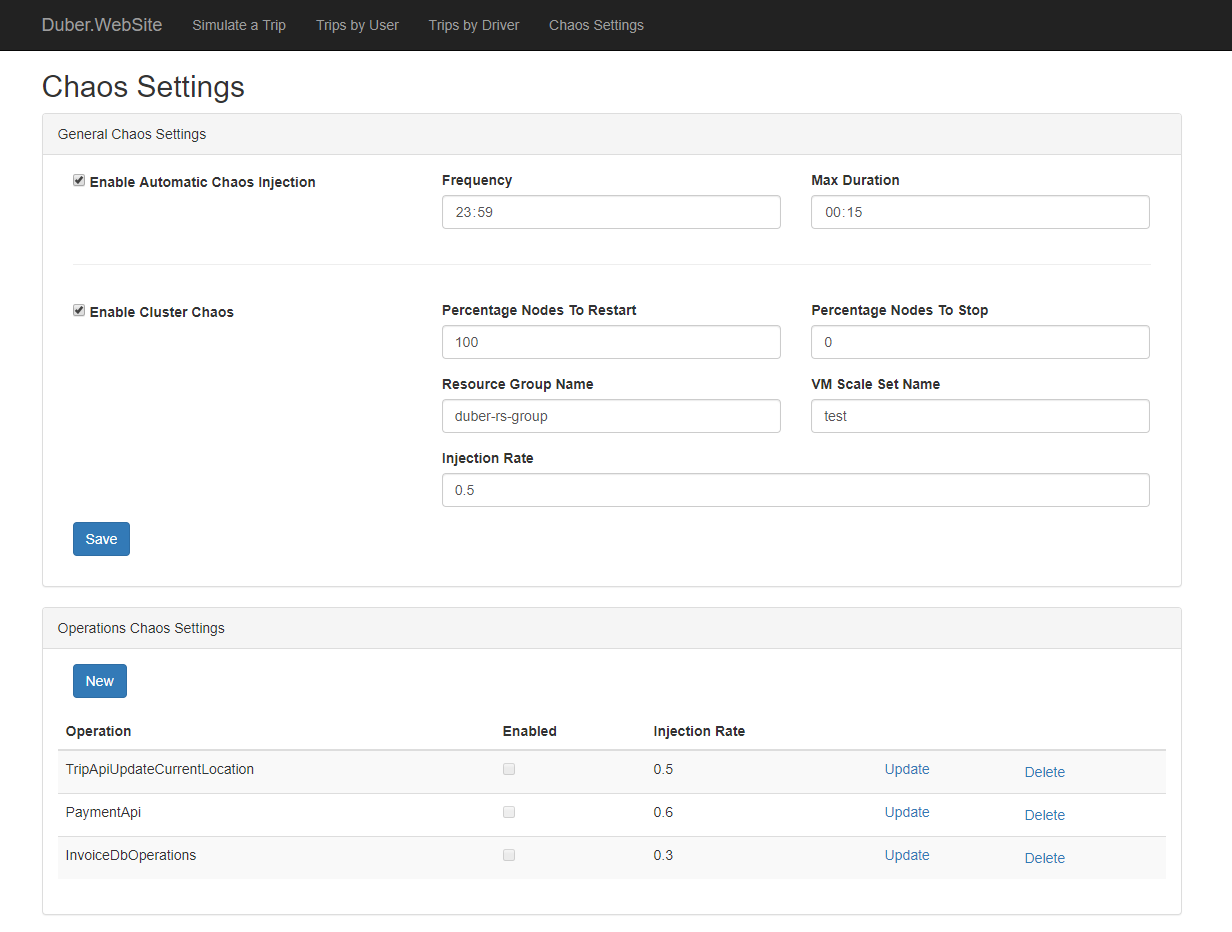 Duber.WebSite Simulate a Trip Trips by User Trips by Driver Chaos Settings
Chaos Settings
General Chaos Settings
Enable Automatic Chaos Injection Frequency Max Duration
23:59 00:15
Enable Cluster Chaos Percentage Nodes To Restart Percentage Nodes To Stop
100 0
Resource Group Name VM Scale Set Name
duber-rs-group test
Injection Rate
0.5
Save
Operations Chaos Settings
New
Operation Enabled Injection Rate
TripApiUpdateCurrentLocation 0.5 Update Delete
PaymentApi 0.6 Update Delete
InvoiceDbOperations 0.3 Update Delete